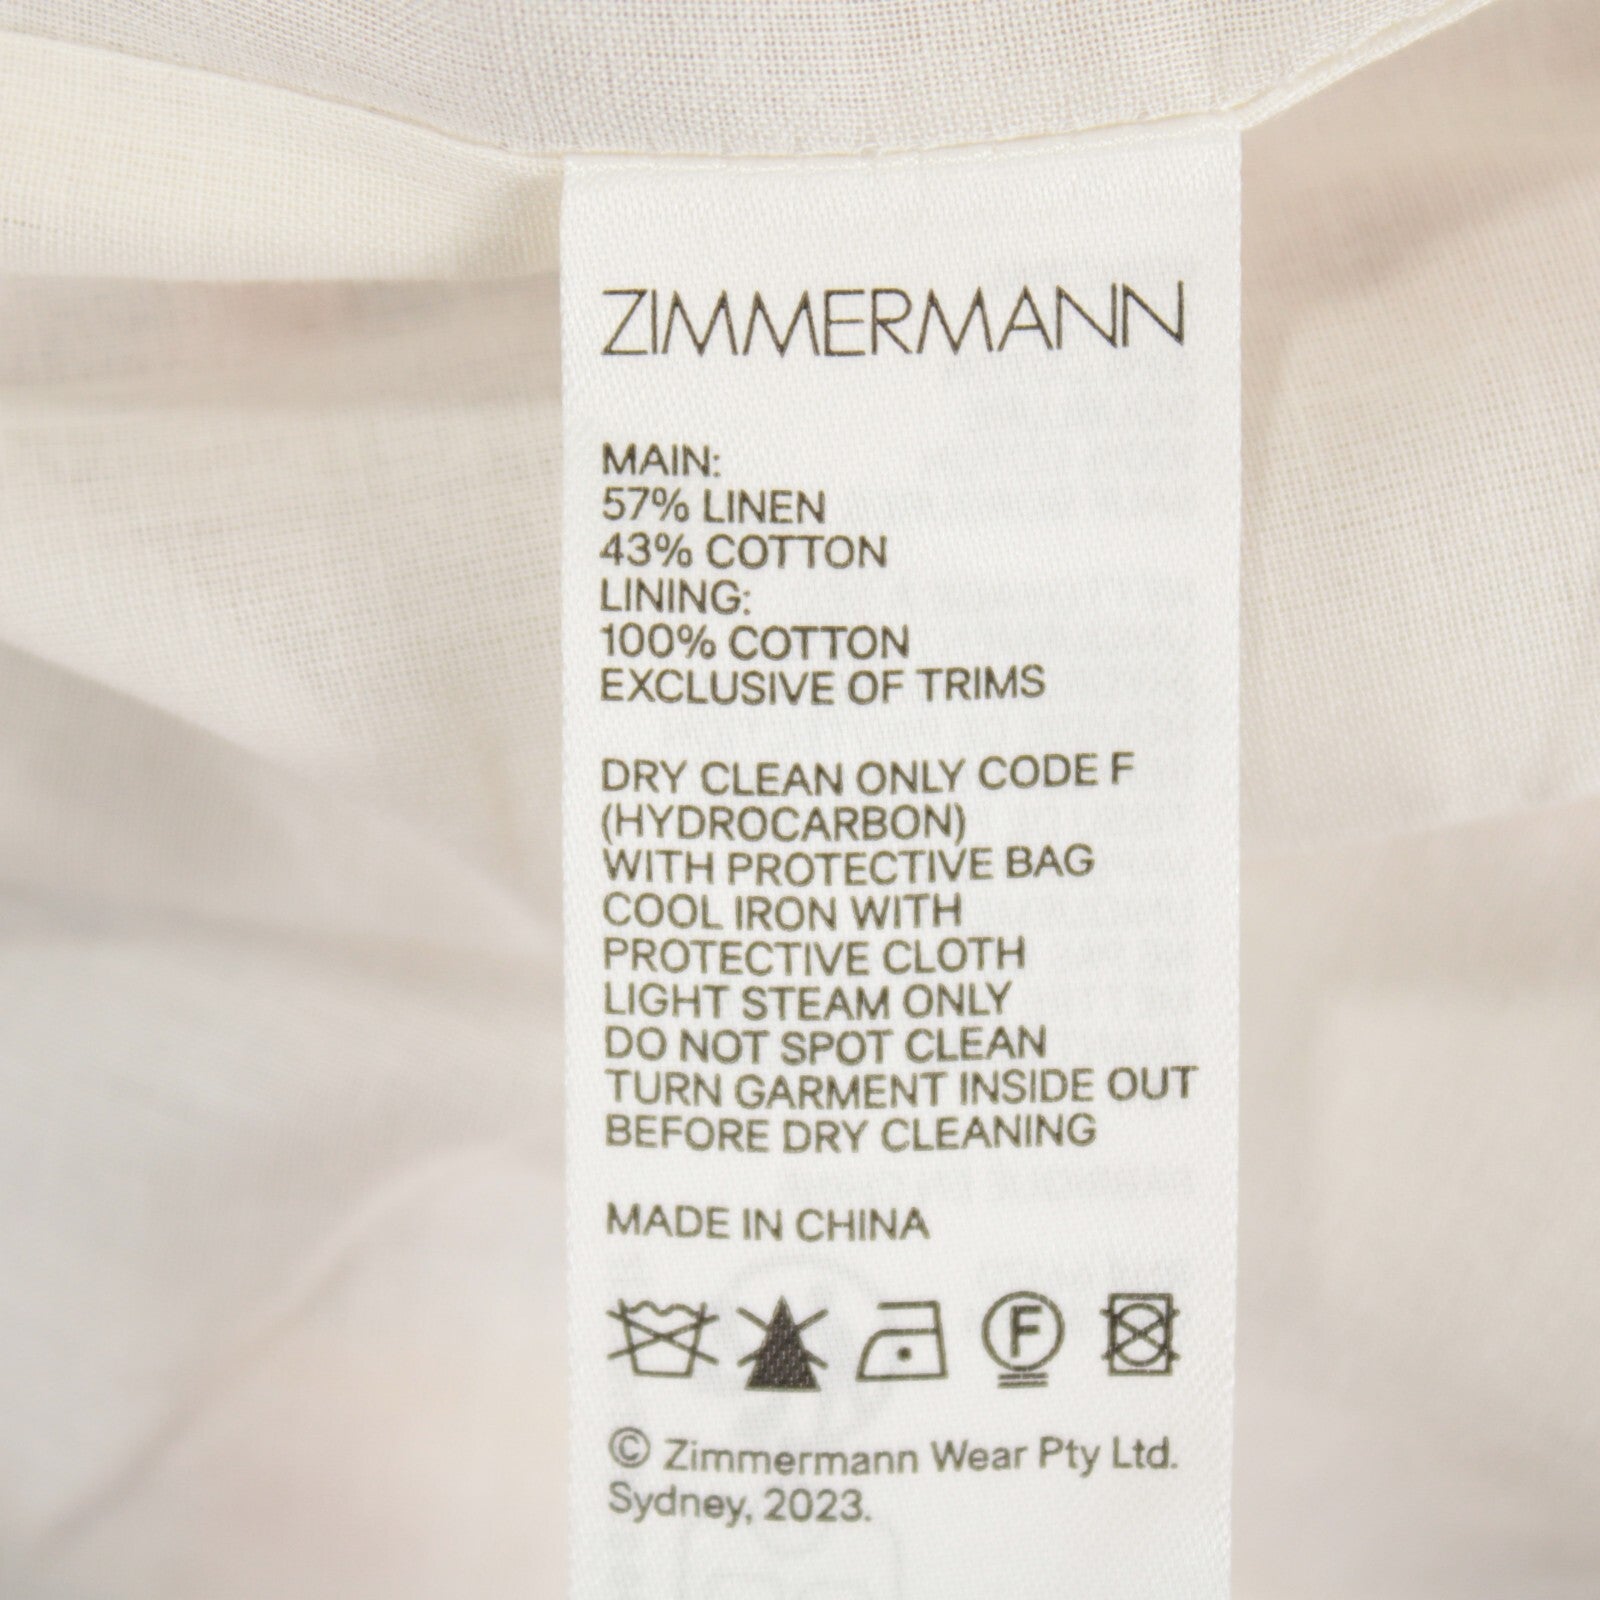 ZIMMERMANN
MAIN:
57% LINEN
43% COTTON
LINING:
100% COTTON
EXCLUSIVE OF TRIMS
DRY CLEAN ONLY CODE F
(HYDROCARBON)
WITH PROTECTIVE BAG
COOL IRON WITH
PROTECTIVE CLOTH
LIGHT STEAM ONLY
DO NOT SPOT CLEAN
TURN GARMENT INSIDE OUT
BEFORE DRY CLEANING
MADE IN CHINA
F
© Zimmermann Wear Pty Ltd.
Sydney, 2023.